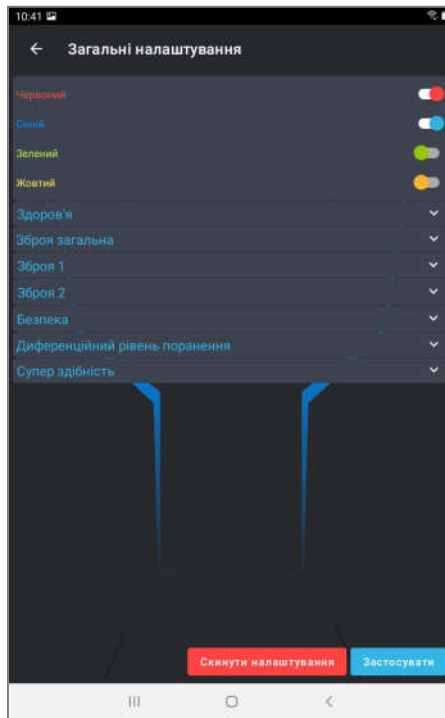 10:41
Загальні налаштування
Червоний
Синій
Зелений
Жовтий
Здоров'я
Зброя загальна
Зброя 1
Зброя 2
Безпека
Диференційний рівень поранення
Супер здібність
Скинути налаштування
Застосувати